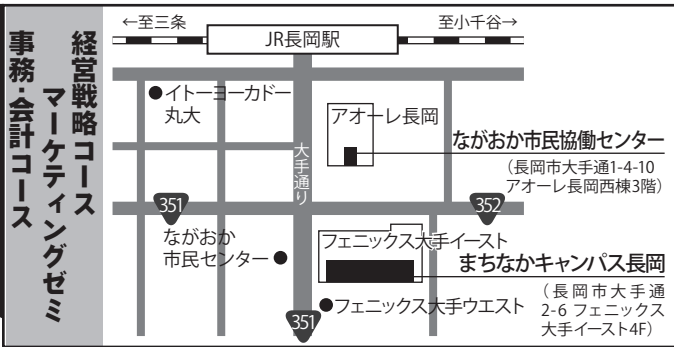 経営戦略コース
マーケティングゼミ
事務・会計コース
←至三条
JR長岡駅
至小千谷→
●イトーヨーカドー
丸大
アオーレ長岡
ながおか市民協働センター
（長岡市大手通1-4-10
アオーレ長岡西棟3階）
大手通り
351
352
ながおか
市民センター●
フェニックス大手イースト
まちなかキャンパス長岡
（長岡市大手通
2-6 フェニックス
大手イースト4F）
●フェニックス大手ウエスト
351